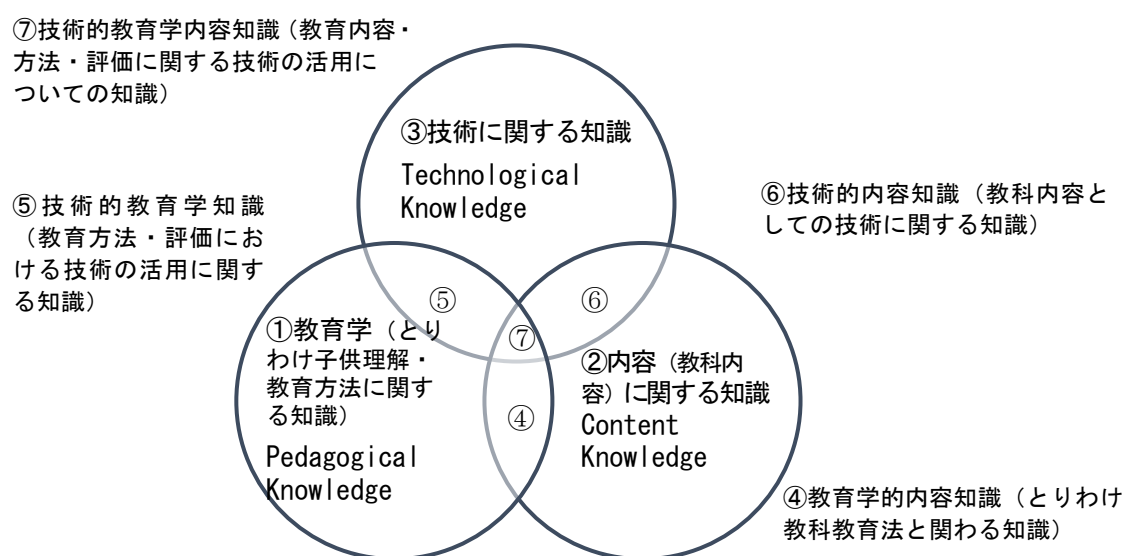 ⑦技術的教育学内容知識（教育内容・
方法・評価に関する技術の活用に
ついての知識）
③技術に関する知識
Technological
Knowledge
⑤技術的教育学知識
（教育方法・評価にお
ける技術の活用に関す
る知識）
⑥技術的内容知識（教科内容と
しての技術に関する知識）
⑤
⑥
⑦
④
①教育学（とり
わけ子供理解・
教育方法に関す
る知識）
Pedagogical
Knowledge
②内容（教科内
容）に関する知識
Content
Knowledge
④教育学的内容知識（とりわけ
教科教育法と関わる知識）